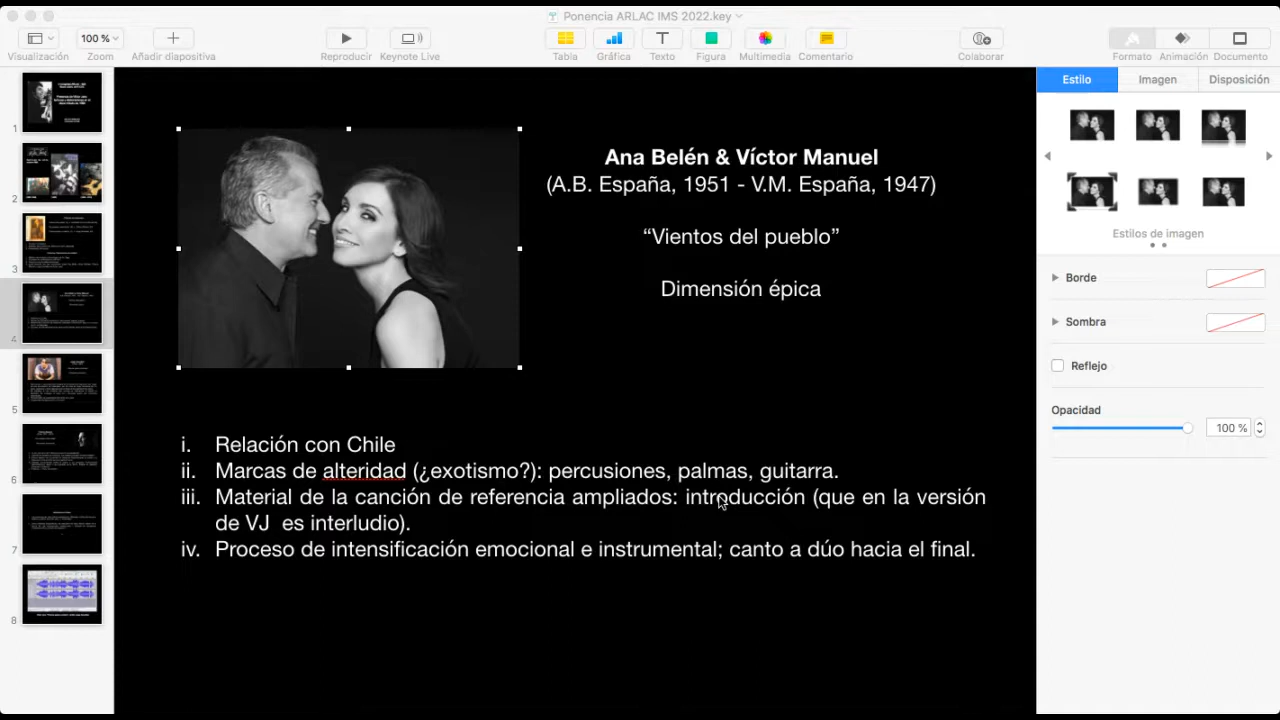 Ponencia ARLAC IMS 2022.key
100 %
Visualización
Zoom
Añadir diapositiva
Reproducir
Keynote Live
Tabla
Gráfica
Texto
Figura
Multimedia
Comentario
Colaborar
Formato
Animación
Documento
1
2
3
4
5
6
7
8
Ana Belén & Víctor Manuel
(A.B. España, 1951 - V.M. España, 1947)
“Vientos del pueblo”
Dimensión épica
i. Relación con Chile
ii. Marcas de alteridad (¿exotismo?): percusiones, palmas, guitarra.
iii. Material de la canción de referencia ampliados: introducción (que en la versión
de VJ es interludio).
iv. Proceso de intensificación emocional e instrumental; canto a dúo hacia el final.
Estilo
Imagen
Disposición
Estilos de imagen
Borde
Sombra
Reflejo
Opacidad
100 %